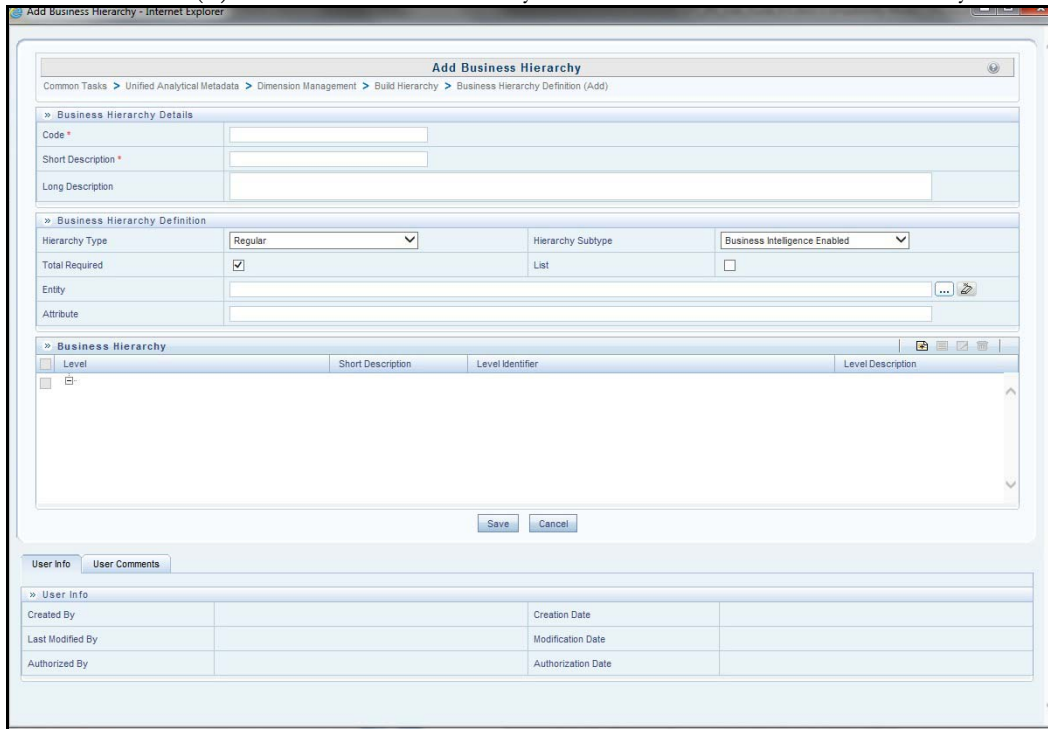 Add Business Hierarchy - Internet Explorer
Add Business Hierarchy
Common Tasks > Unified Analytical Metadata > Dimension Management > Build Hierarchy > Business Hierarchy Definition (Add)
» Business Hierarchy Details
Code *
Short Description *
Long Description
» Business Hierarchy Definition
Hierarchy Type Regular Hierarchy Subtype Business Intelligence Enabled
Total Required List
Entity ...
Attribute
» Business Hierarchy
Level Short Description Level Identifier Level Description
Save Cancel
User Info User Comments
» User Info
Created By Creation Date
Last Modified By Modification Date
Authorized By Authorization Date